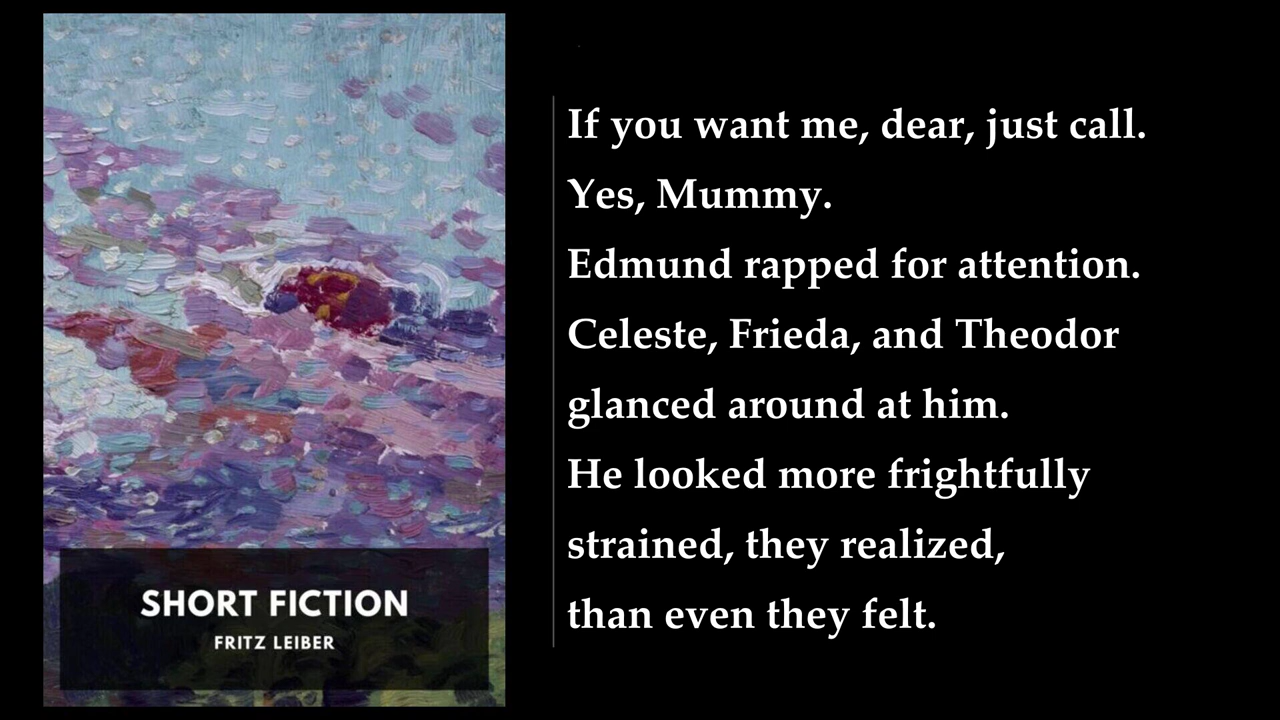 SHORT FICTION
FRITZ LEIBER
If you want me, dear, just call.
Yes, Mummy.
Edmund rapped for attention.
Celeste, Frieda, and Theodor
glanced around at him.
He looked more frightfully
strained, they realized,
than even they felt.